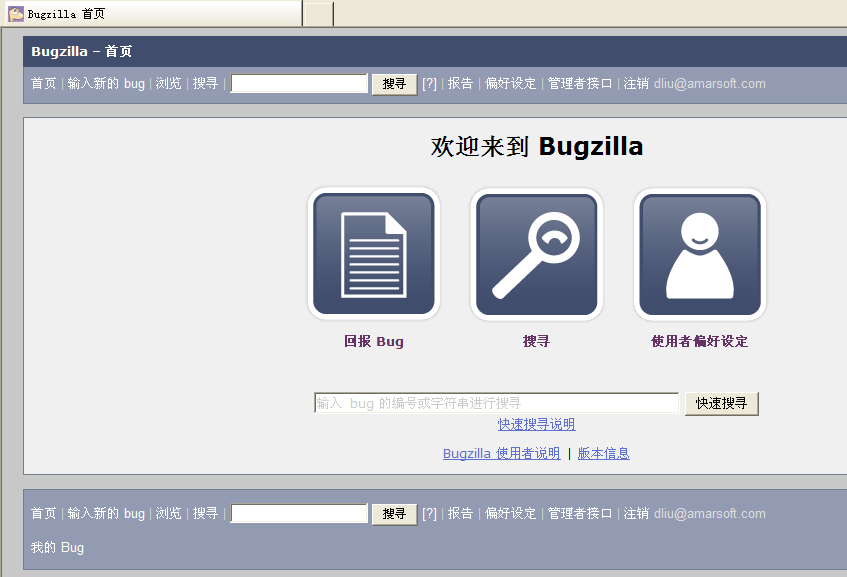 Bugzilla 首页
Bugzilla – 首页
首页 | 输入新的 bug | 浏览 | 搜寻 | 搜寻 [?] | 报告 | 偏好设定 | 管理者接口 | 注销 dliu@amarsoft.com
欢迎来到 Bugzilla
回报 Bug 搜寻 使用者偏好设定
输入 bug 的编号或字符串进行搜寻 快速搜寻
快速搜寻说明
Bugzilla 使用者说明 | 版本信息
首页 | 输入新的 bug | 浏览 | 搜寻 | 搜寻 [?] | 报告 | 偏好设定 | 管理者接口 | 注销 dliu@amarsoft.com
我的 Bug